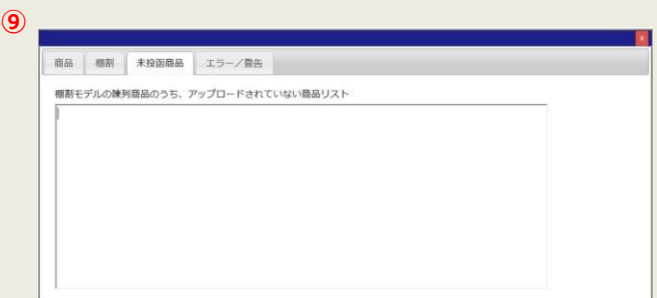 ⑨
×
商品 棚割 未投函商品 エラー/警告
棚割モデルの陳列商品のうち、アップロードされていない商品リスト